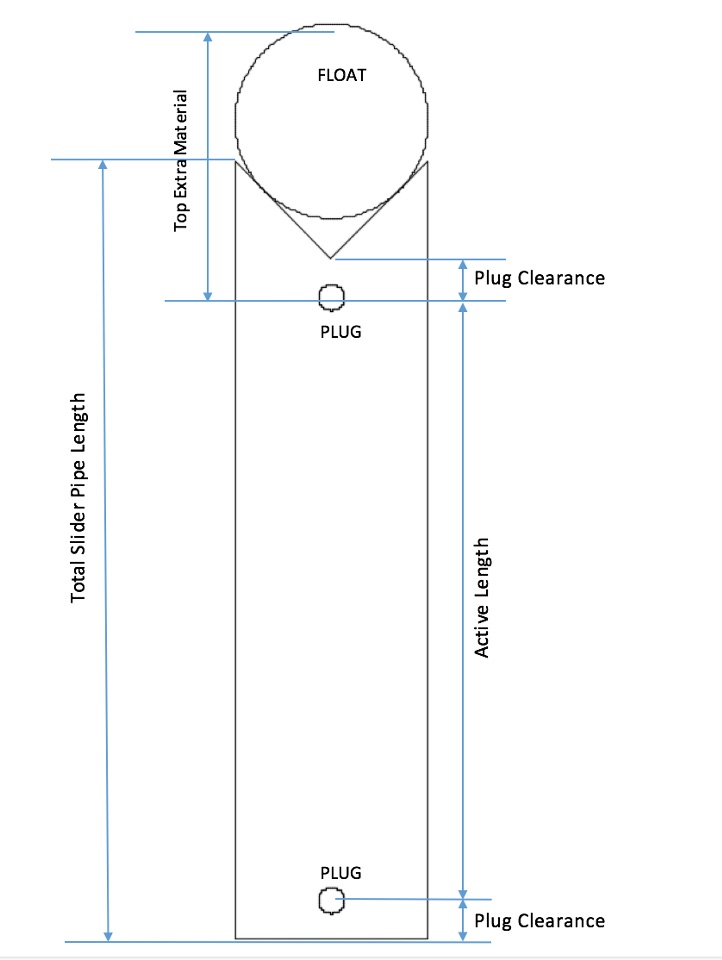 FLOAT
Top Extra Material
Plug Clearance
PLUG
Total Slider Pipe Length
Active Length
PLUG
Plug Clearance